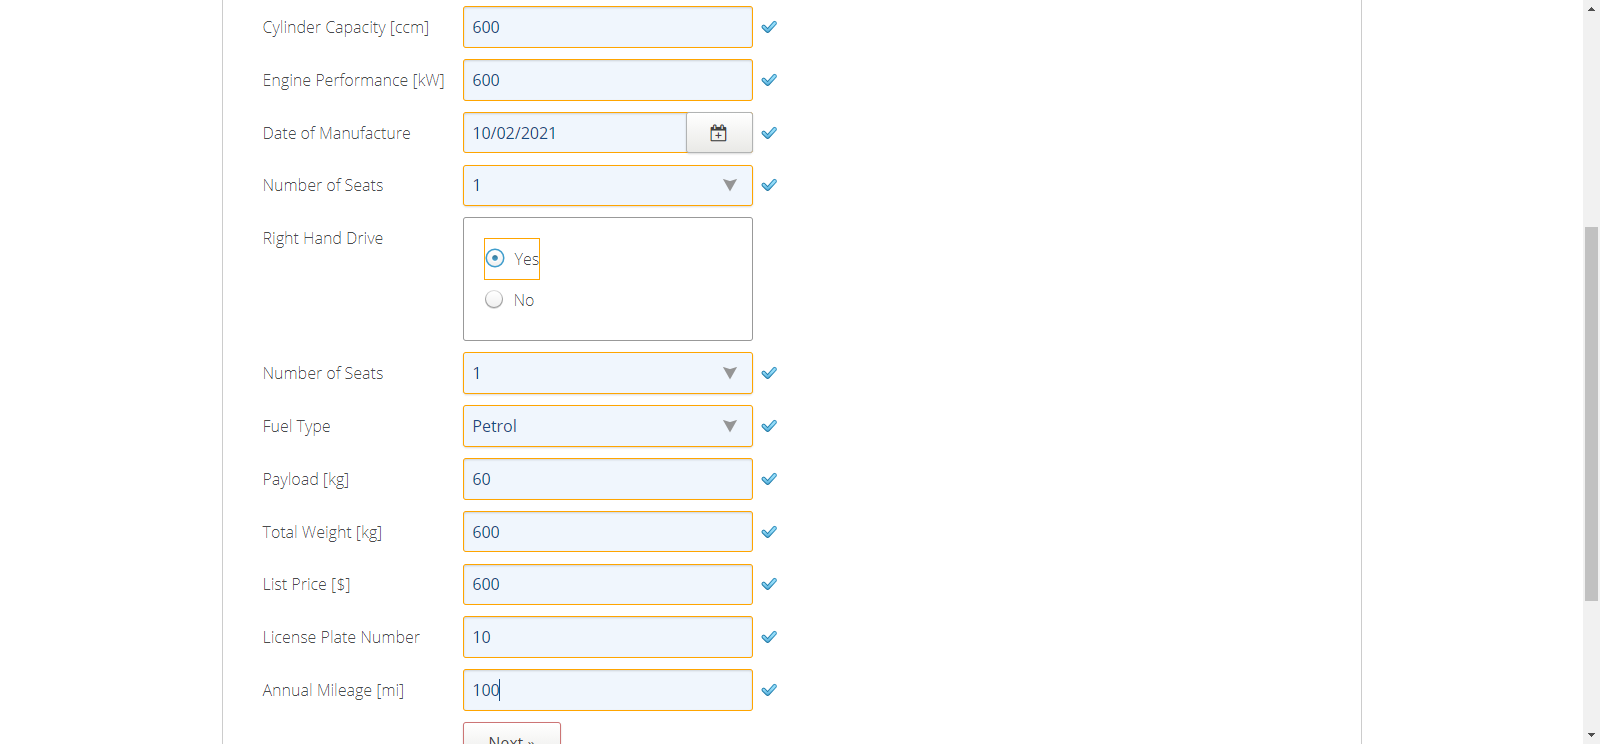 Cylinder Capacity [ccm] 600
Engine Performance [kW] 600
Date of Manufacture 10/02/2021
Number of Seats 1
Right Hand Drive
Yes
No
Number of Seats 1
Fuel Type Petrol
Payload [kg] 60
Total Weight [kg] 600
List Price [$] 600
License Plate Number 10
Annual Mileage [mi] 100
Next »